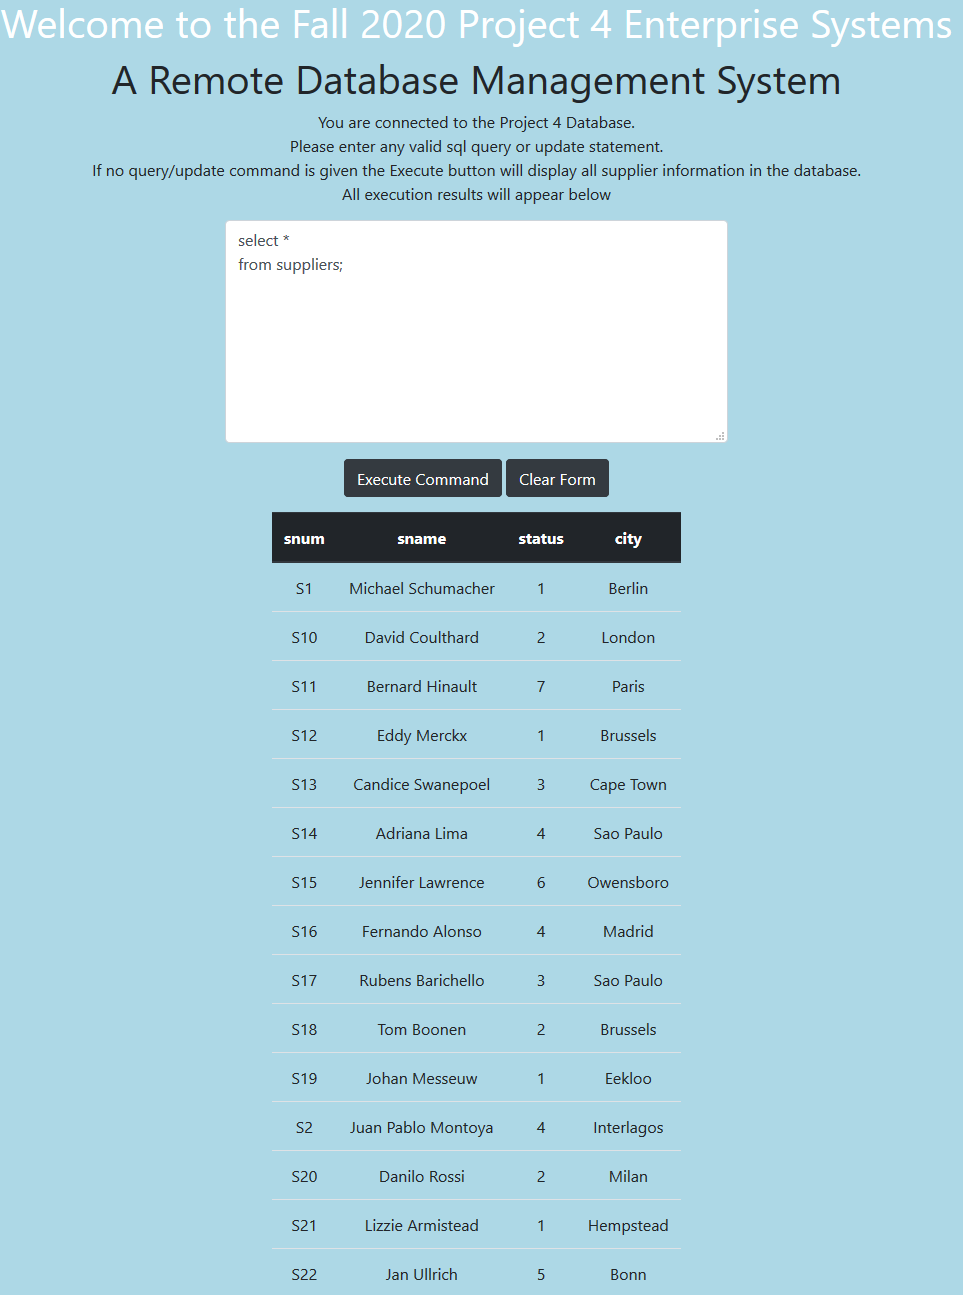 Welcome to the Fall 2020 Project 4 Enterprise Systems
A Remote Database Management System
You are connected to the Project 4 Database.
Please enter any valid sql query or update statement.
If no query/update command is given the Execute button will display all supplier information in the database.
All execution results will appear below
select *
from suppliers;
Execute Command Clear Form
snum sname status city
S1 Michael Schumacher 1 Berlin
S10 David Coulthard 2 London
S11 Bernard Hinault 7 Paris
S12 Eddy Merckx 1 Brussels
S13 Candice Swanepoel 3 Cape Town
S14 Adriana Lima 4 Sao Paulo
S15 Jennifer Lawrence 6 Owensboro
S16 Fernando Alonso 4 Madrid
S17 Rubens Barichello 3 Sao Paulo
S18 Tom Boonen 2 Brussels
S19 Johan Messeuw 1 Eekloo
S2 Juan Pablo Montoya 4 Interlagos
S20 Danilo Rossi 2 Milan
S21 Lizzie Armistead 1 Hempstead
S22 Jan Ullrich 5 Bonn